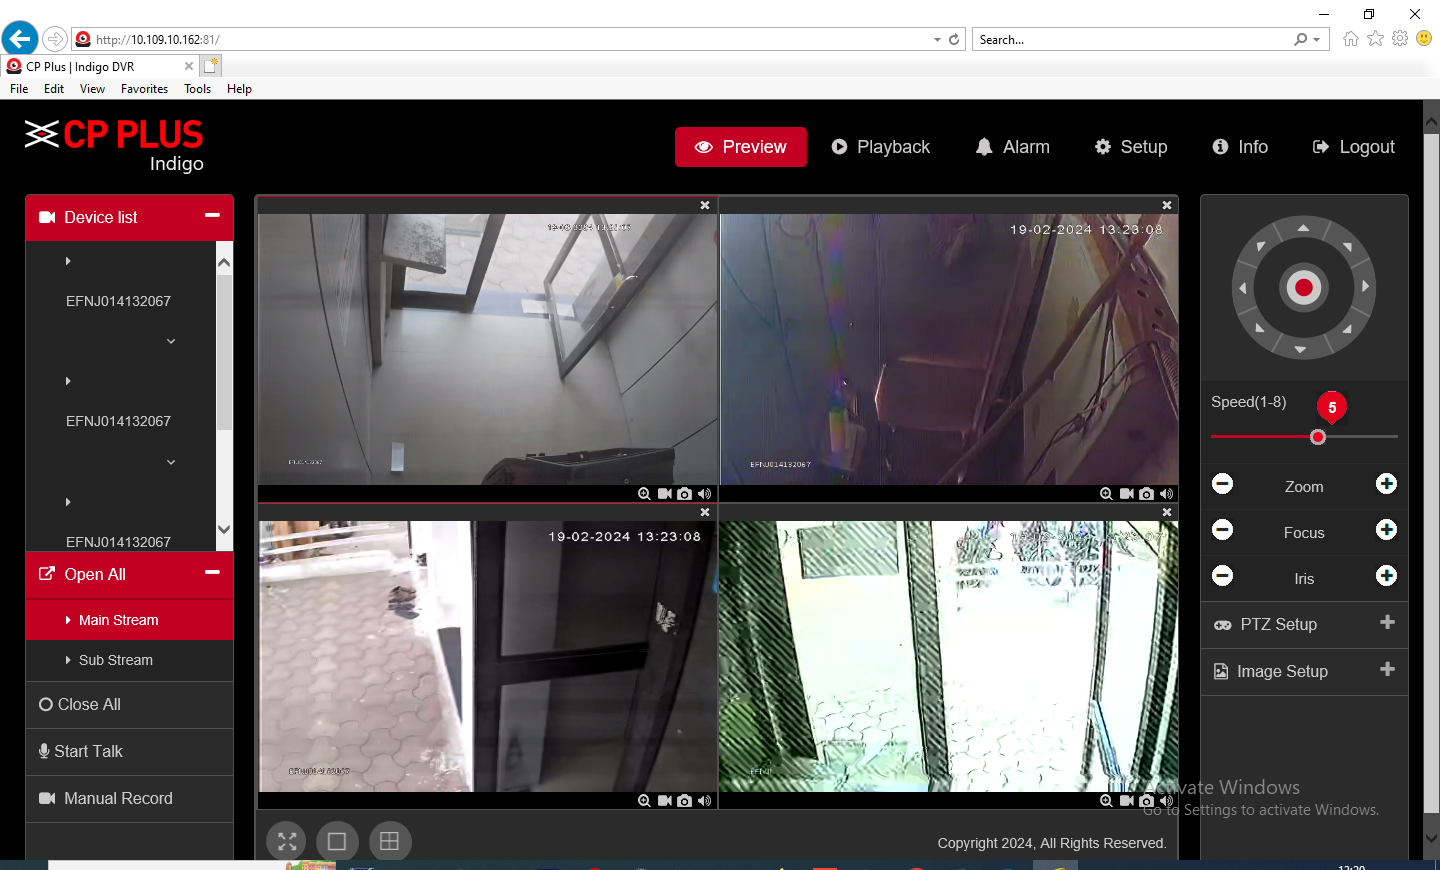 http://10.109.10.162:81/
Search...
CP Plus | Indigo DVR
File Edit View Favorites Tools Help
CP PLUS
Indigo
Preview
Playback
Alarm
Setup
Info
Logout
Device list
EFNJ014132067
EFNJ014132067
EFNJ014132067
Open All
Main Stream
Sub Stream
Close All
Start Talk
Manual Record
19-02-2024 13:23:08
EFNJ014132067
19-02-2024 13:23:08
EFNJ014132067
Speed(1-8)
5
Zoom
Focus
Iris
PTZ Setup
Image Setup
Activate Windows
Go to Settings to activate Windows.
Copyright 2024, All Rights Reserved.